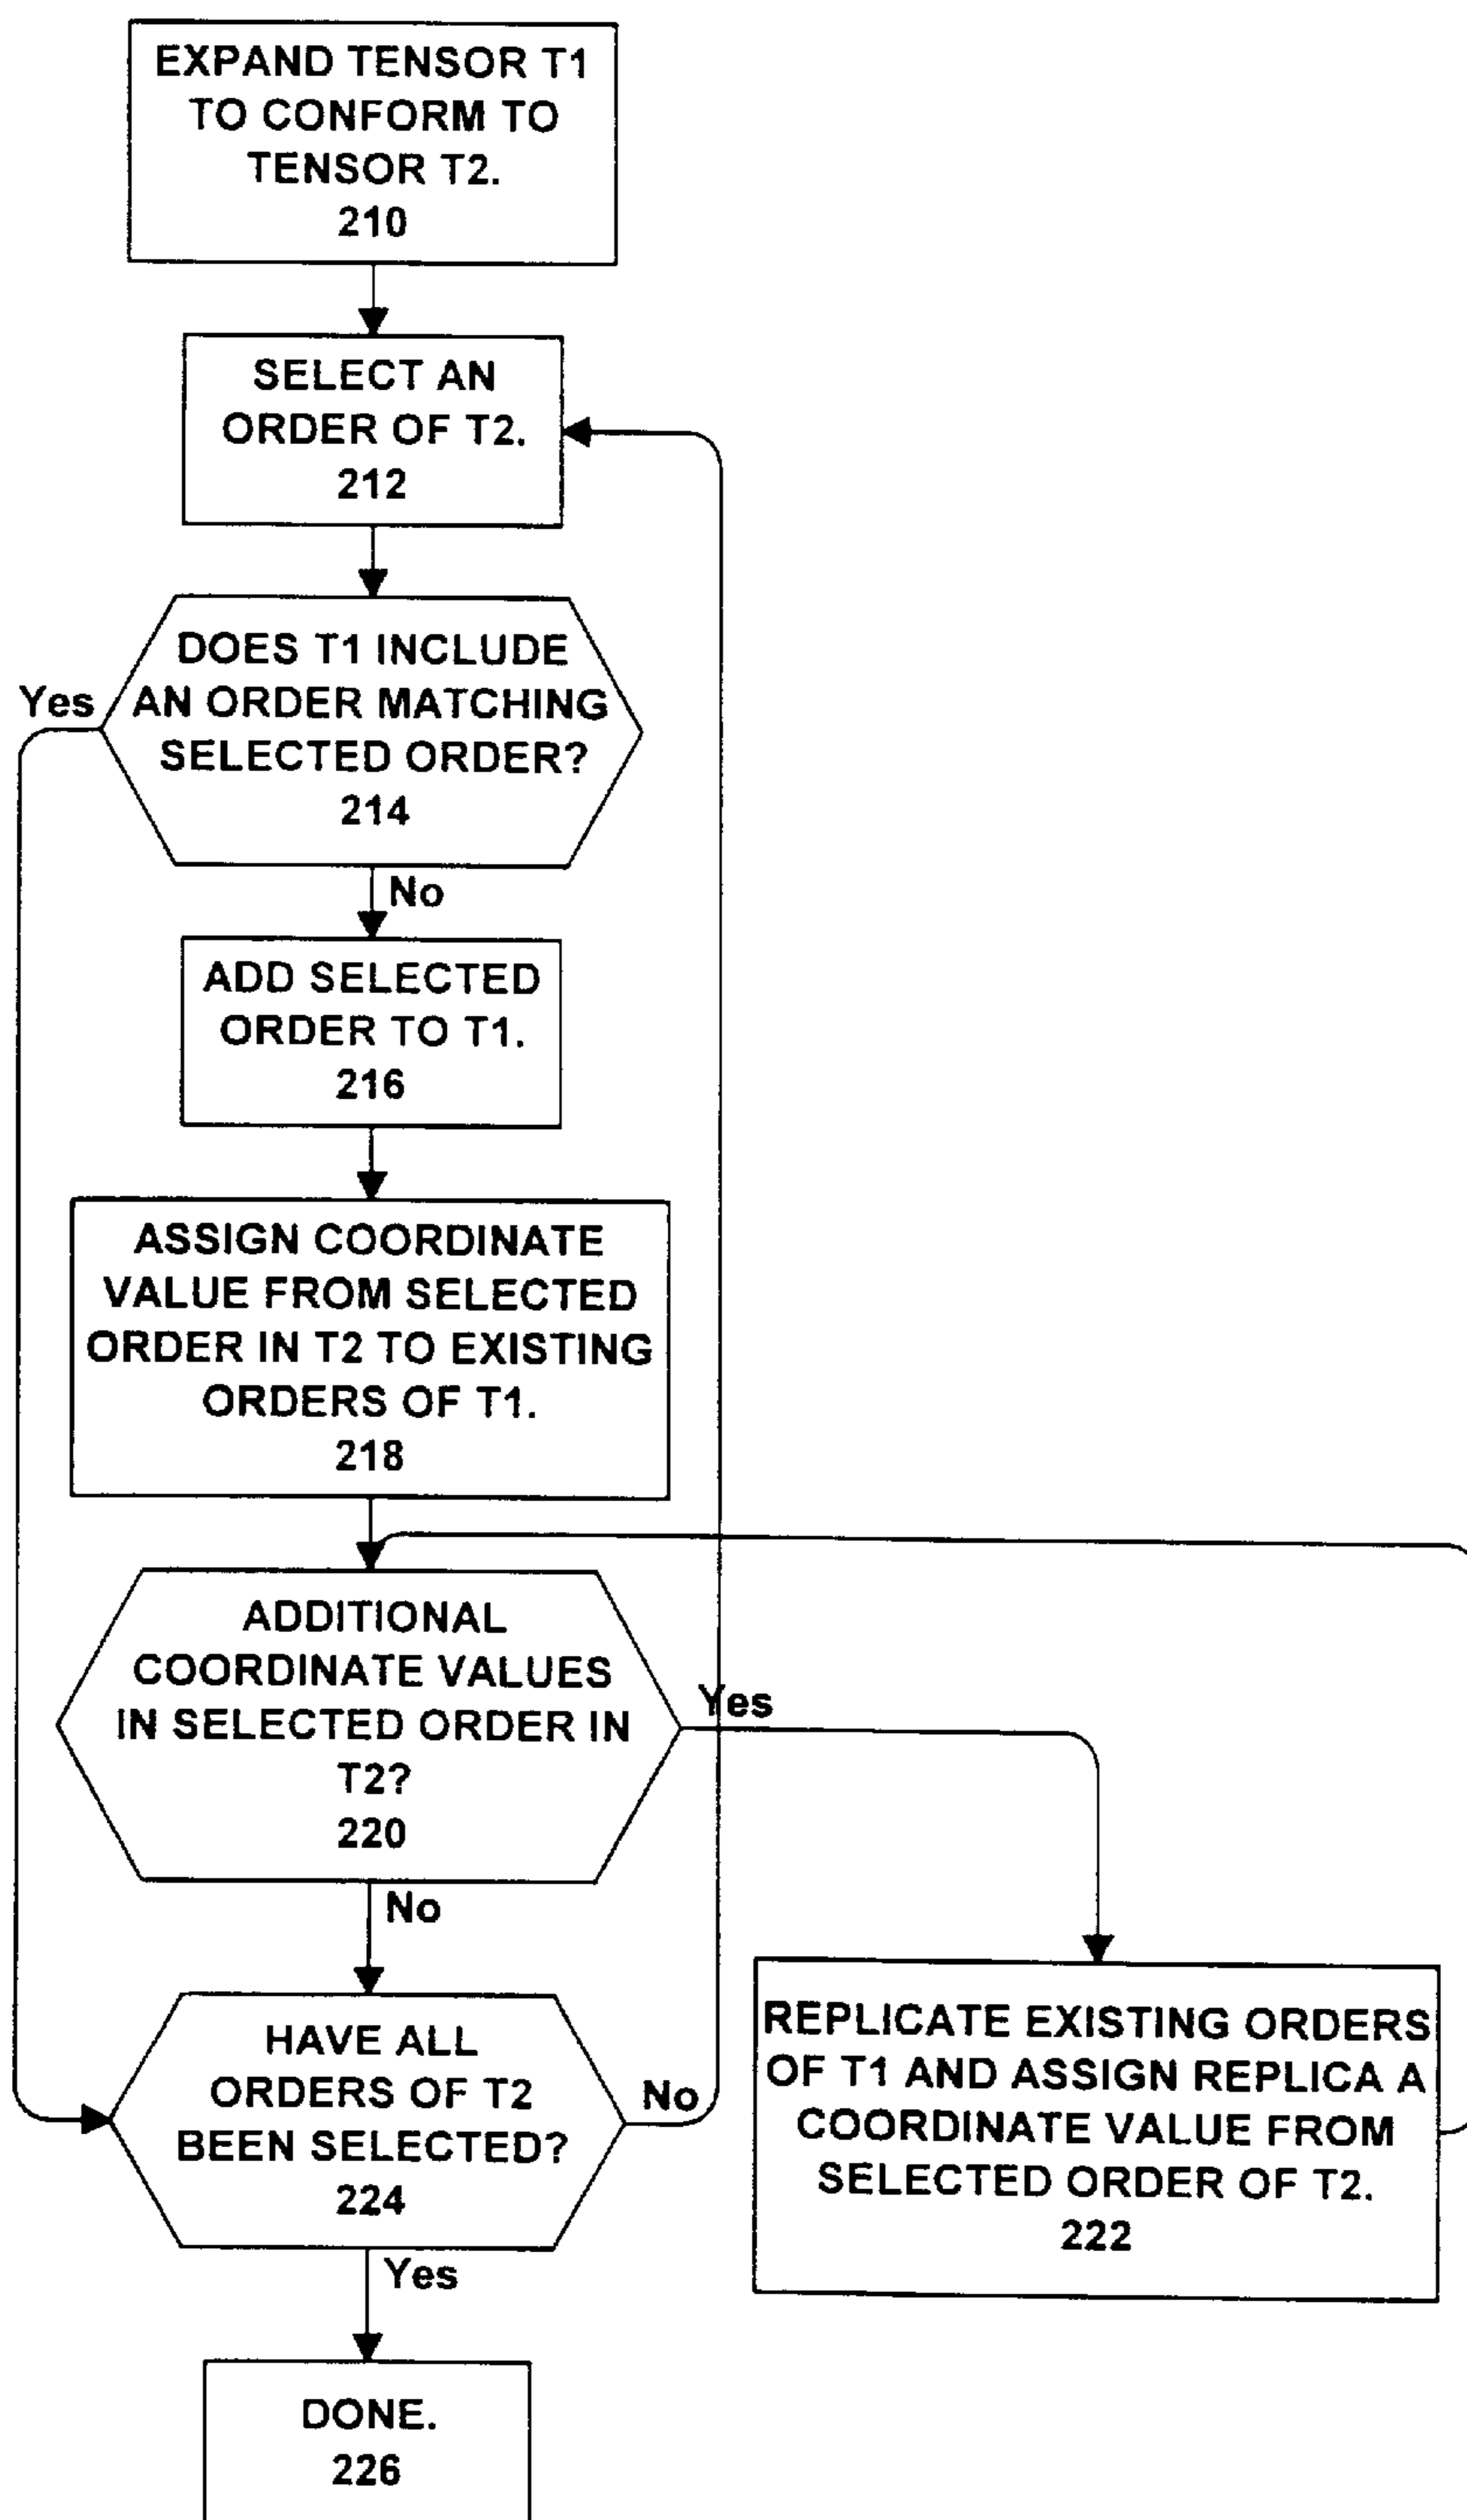 EXPAND TENSOR T1
TO CONFORM TO
TENSOR T2.
210
SELECT AN
ORDER OF T2.
212
DOES T1 INCLUDE
AN ORDER MATCHING
SELECTED ORDER?
214
Yes
No
ADD SELECTED
ORDER TO T1.
216
ASSIGN COORDINATE
VALUE FROM SELECTED
ORDER IN T2 TO EXISTING
ORDERS OF T1.
218
ADDITIONAL
COORDINATE VALUES
IN SELECTED ORDER IN
T2?
220
Yes
No
REPLICATE EXISTING ORDERS
OF T1 AND ASSIGN REPLICA A
COORDINATE VALUE FROM
SELECTED ORDER OF T2.
222
HAVE ALL
ORDERS OF T2
BEEN SELECTED?
224
No
Yes
DONE.
226